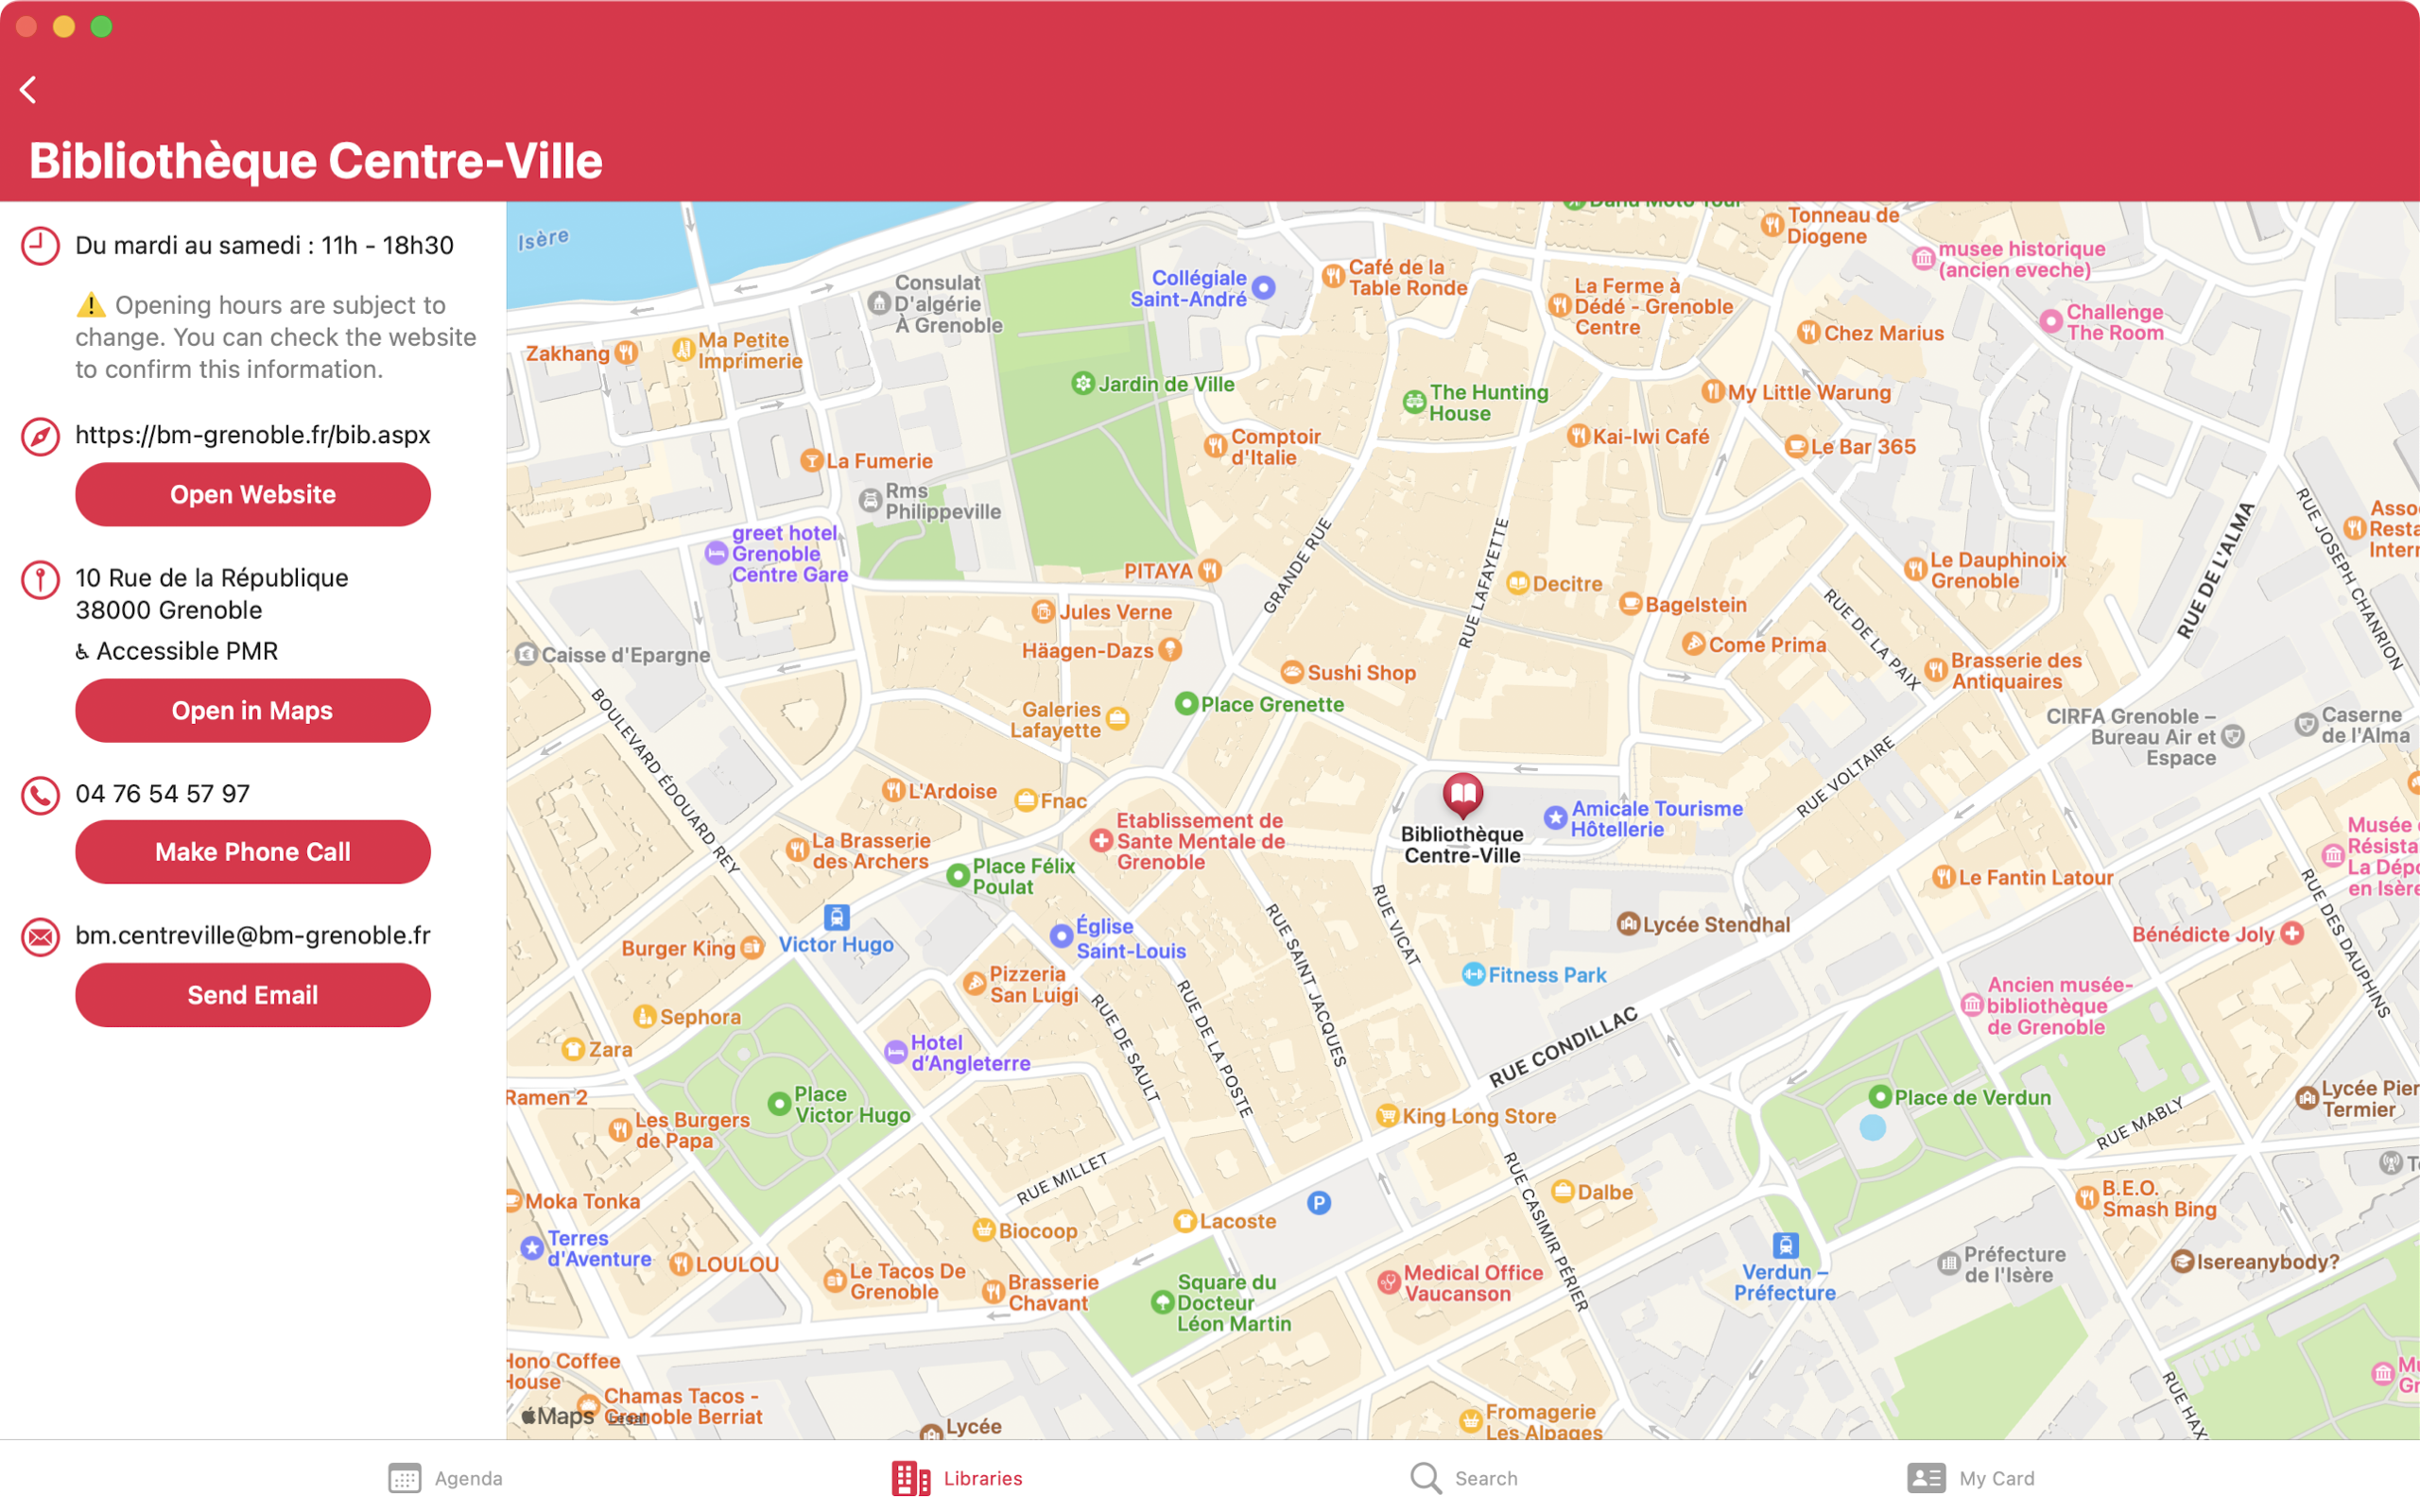 Bibliothèque Centre-Ville
Du mardi au samedi : 11h - 18h30
⚠️ Opening hours are subject to
change. You can check the website
to confirm this information.
https://bm-grenoble.fr/bib.aspx
Open Website
10 Rue de la République
38000 Grenoble
♿ Accessible PMR
Open in Maps
04 76 54 57 97
Make Phone Call
bm.centreville@bm-grenoble.fr
Send Email
Isère
Consulat
D'algérie
À Grenoble
Collégiale
Saint-André
Café de la
Table Ronde
La Ferme à
Dédé - Grenoble
Centre
Tonneau de
Diogene
musee historique
(ancien eveche)
Challenge
The Room
Chez Marius
Zakhang
Ma Petite
Imprimerie
Jardin de Ville
The Hunting
House
My Little Warung
Comptoir
d'Italie
Kai-Iwi Café
Le Bar 365
La Fumerie
Rms
Philippeville
greet hotel
Grenoble
Centre Gare
PITAYA
GRANDE RUE
RUE LAFAYETTE
Decitre
Bagelstein
Le Dauphinoix
Grenoble
RUE DE L'ALMA
RUE JOSEPH CHANRION
Jules Verne
Häagen-Dazs
Sushi Shop
Come Prima
RUE DE LA PAIX
Brasserie des
Antiquaires
Caisse d'Epargne
Place Grenette
Galeries
Lafayette
CIRFA Grenoble –
Bureau Air et
Espace
Caserne
de l'Alma
BOULEVARD ÉDOUARD REY
L'Ardoise
Fnac
Etablissement de
Sante Mentale de
Grenoble
Bibliothèque
Centre-Ville
Amicale Tourisme
Hôtellerie
RUE VOLTAIRE
La Brasserie
des Archers
Place Félix
Poulat
Le Fantin Latour
Musée
Résista
La Dépo
en Isère
RUE DES DAUPHINS
Victor Hugo
Burger King
Église
Saint-Louis
RUE SAINT JACQUES
RUE VICAT
Lycée Stendhal
Bénédicte Joly
Fitness Park
Pizzeria
San Luigi
RUE DE SAULT
RUE DE LA POSTE
Ancien musée-
bibliothèque
de Grenoble
Sephora
Zara
Hotel
d'Angleterre
RUE CONDILLAC
Ramen 2
Place
Victor Hugo
Les Burgers
de Papa
King Long Store
Place de Verdun
RUE MABLY
Lycée Pier
Termier
RUE MILLET
P
RUE CASIMIR PÉRIER
Dalbe
B.E.O.
Smash Bing
Moka Tonka
Terres
d'Aventure
LOULOU
Biocoop
Lacoste
Verdun –
Préfecture
Préfecture
de l'Isère
Isereanybody?
Le Tacos De
Grenoble
Brasserie
Chavant
Square du
Docteur
Léon Martin
Medical Office
Vaucanson
Hono Coffee
House
Chamas Tacos -
Grenoble Berriat
Maps
Legal
Lycée
Fromagerie
Les Alpages
Agenda
Libraries
Search
My Card